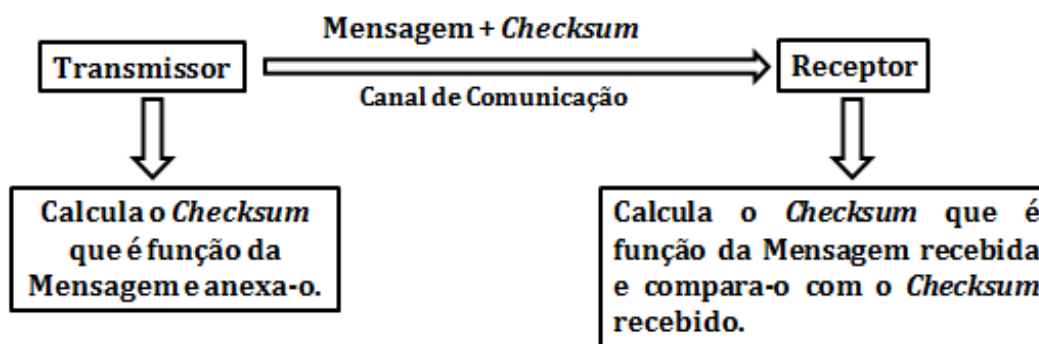 Mensagem + Checksum
Transmissor
Receptor
Canal de Comunicação
Calcula o Checksum
que é função da
Mensagem e anexa-o.
Calcula o Checksum que é
função da Mensagem recebida
e compara-o com o Checksum
recebido.